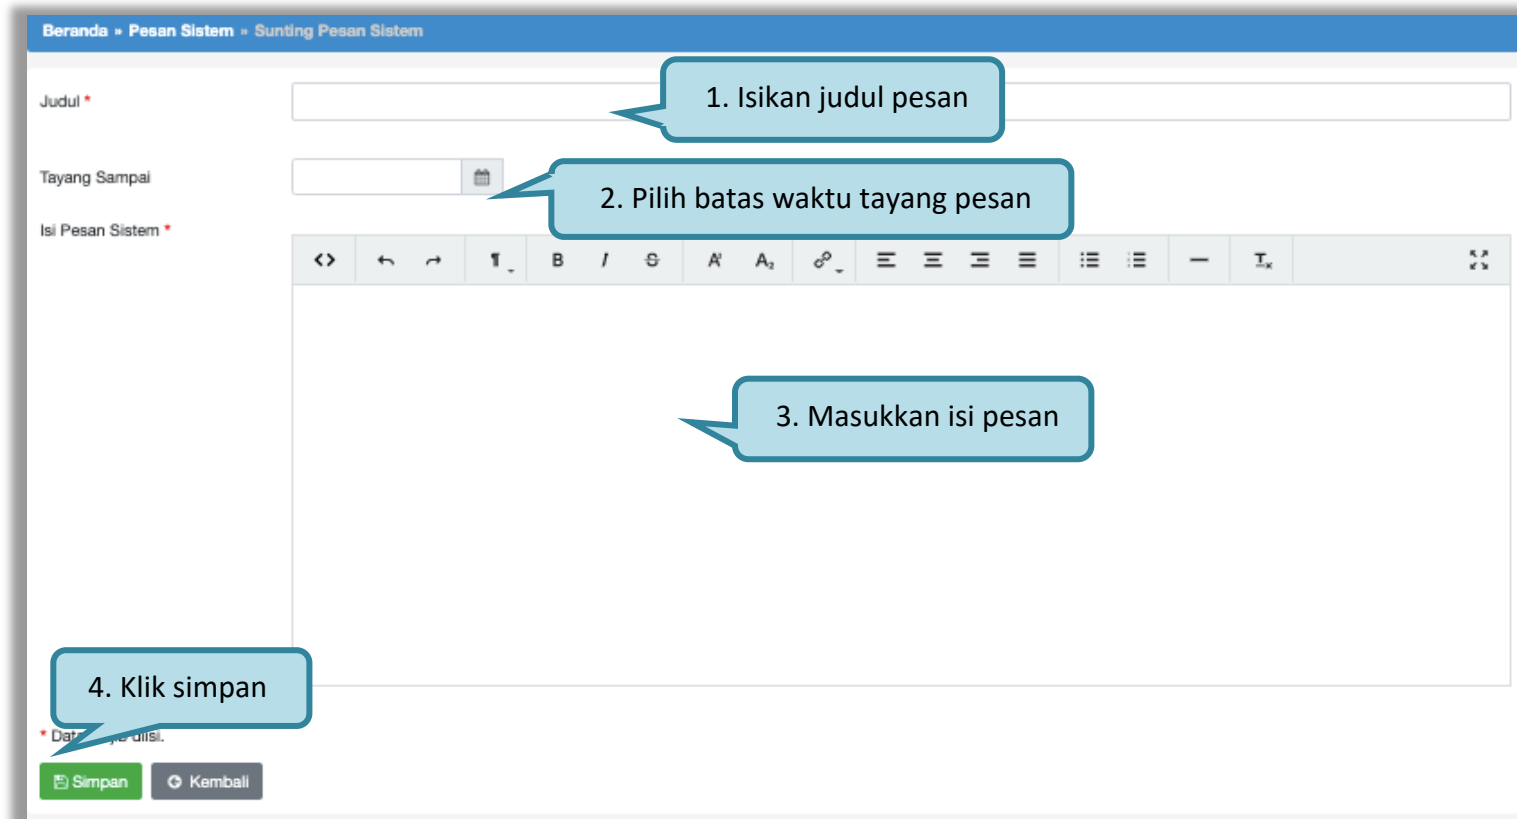 Beranda » Pesan Sistem » Sunting Pesan Sistem
Judul *
1. Isikan judul pesan
Tayang Sampai
2. Pilih batas waktu tayang pesan
Isi Pesan Sistem *
3. Masukkan isi pesan
4. Klik simpan
* diisi.
Simpan Kembali